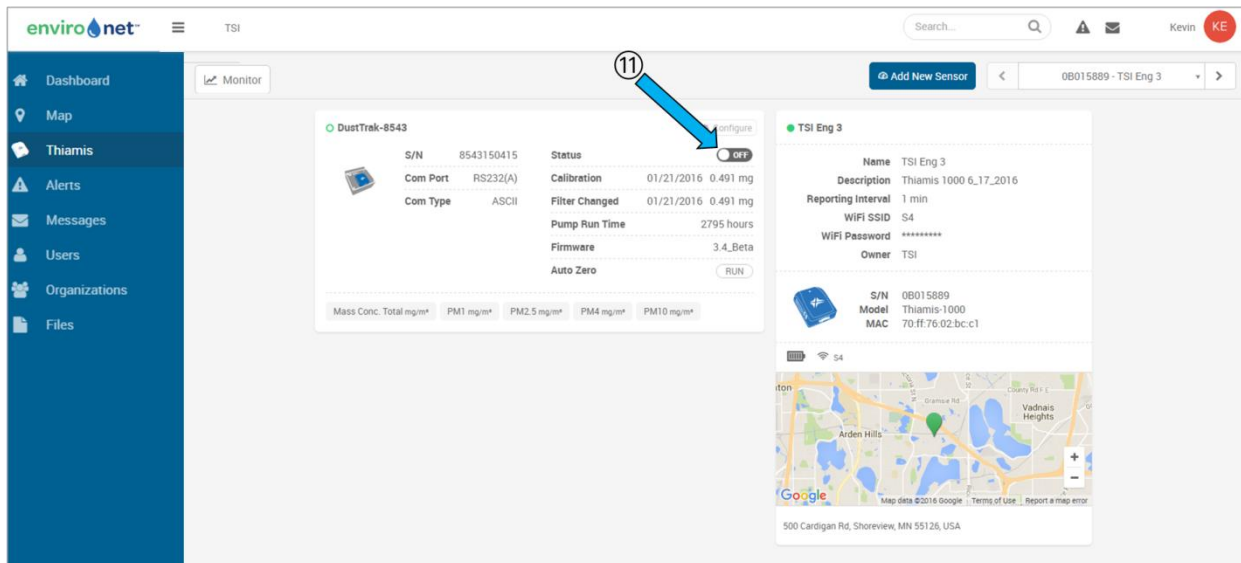 enviro net™ TSI Search... Kevin KE
⑪
Dashboard
Map
Thiamis
Alerts
Messages
Users
Organizations
Files
Monitor
Add New Sensor
0B015889 - TSI Eng 3
DustTrak-8543 Configure
S/N 8543150415
Com Port RS232(A)
Com Type ASCII
Status OFF
Calibration 01/21/2016 0.491 mg
Filter Changed 01/21/2016 0.491 mg
Pump Run Time 2795 hours
Firmware 3.4_Beta
Auto Zero RUN
Mass Conc. Total mg/m³ PM1 mg/m³ PM2.5 mg/m³ PM4 mg/m³ PM10 mg/m³
TSI Eng 3
Name TSI Eng 3
Description Thiamis 1000 6_17_2016
Reporting Interval 1 min
WiFi SSID S4
WiFi Password *********
Owner TSI
S/N 0B015889
Model Thiamis-1000
MAC 70:ff:76:02:bc:c1
S4
County Rd F E
Gramsie Rd
Vadnais
Heights
Arden Hills
+
−
Google
Map data ©2016 Google Terms of Use Report a map error
500 Cardigan Rd, Shoreview, MN 55126, USA